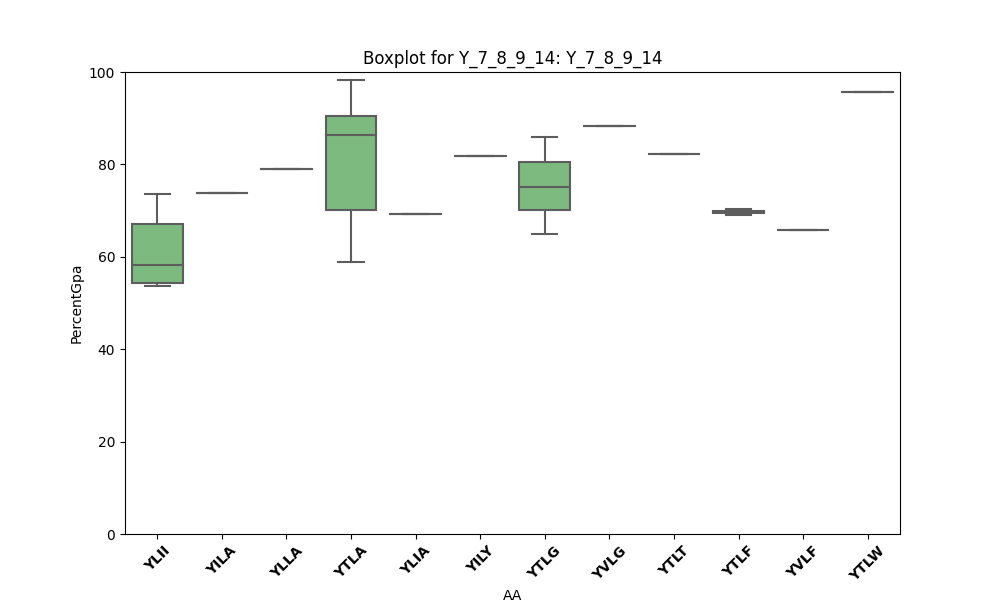 Boxplot for Y_7_8_9_14: Y_7_8_9_14
100
80
60
40
20
0
PercentGpa
YLII YILA YLLA YTLA YLIA YILY YTLG YVLG YTLT YTLF YVLF YTLW
AA